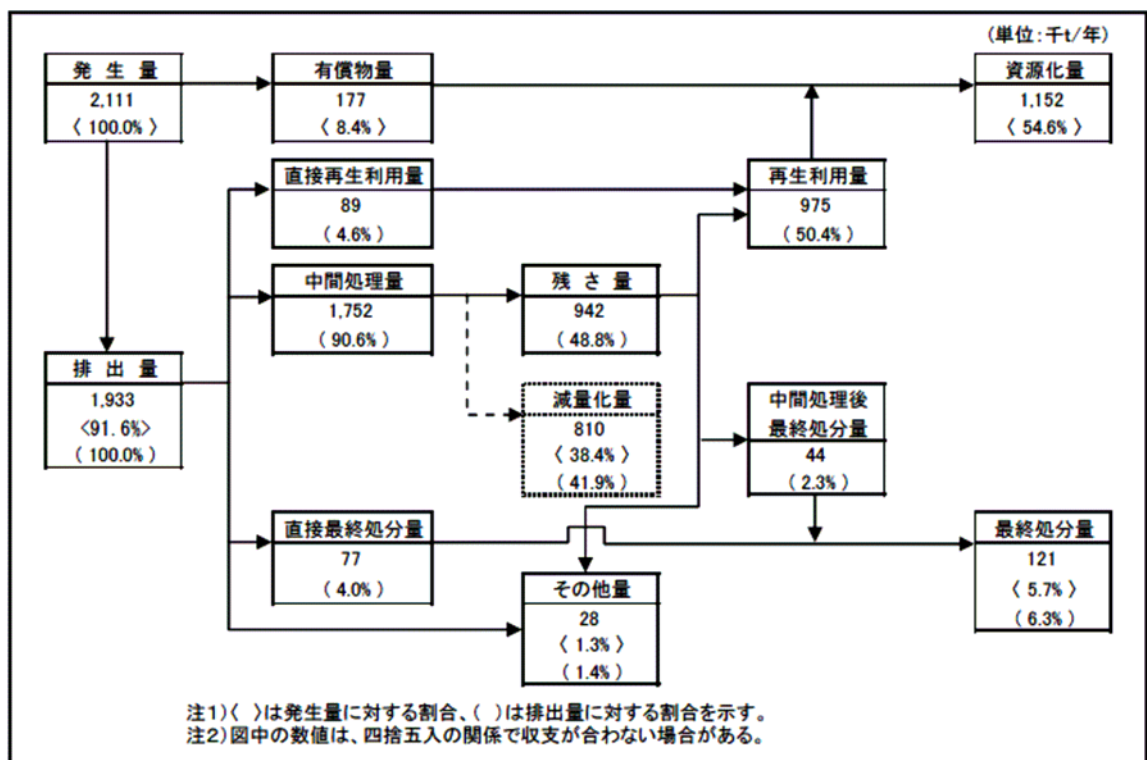 (単位:千t/年)
発 生 量
2,111
〈 100.0% 〉
有償物量
177
〈 8.4% 〉
資源化量
1,152
〈 54.6% 〉
直接再生利用量
89
( 4.6% )
再生利用量
975
( 50.4% )
中間処理量
1,752
( 90.6% )
残 さ 量
942
( 48.8% )
排 出 量
1,933
<91.6%>
( 100.0% )
減量化量
810
〈 38.4% 〉
( 41.9% )
中間処理後
最終処分量
44
( 2.3% )
直接最終処分量
77
( 4.0% )
最終処分量
121
〈 5.7% 〉
( 6.3% )
その他量
28
〈 1.3% 〉
( 1.4% )
注1)〈 〉は発生量に対する割合、( )は排出量に対する割合を示す。
注2)図中の数値は、四捨五入の関係で収支が合わない場合がある。